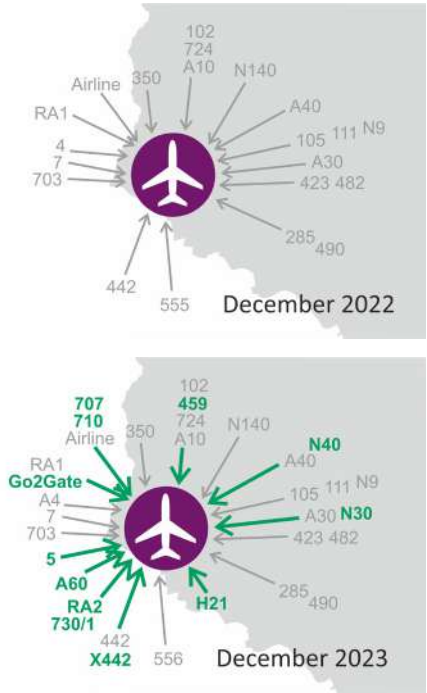 102
724
A10
N140
Airline
350
RA1
A40
4
105 111 N9
7
A30
703
423 482
285
490
442
555
December 2022
102
707
459
710
724
N140
Airline
350
A10
N40
RA1
A40
Go2Gate
A4
105 111 N9
7
A30 N30
703
423 482
5
285
A60
490
RA2
H21
730/1
442
X442
556
December 2023